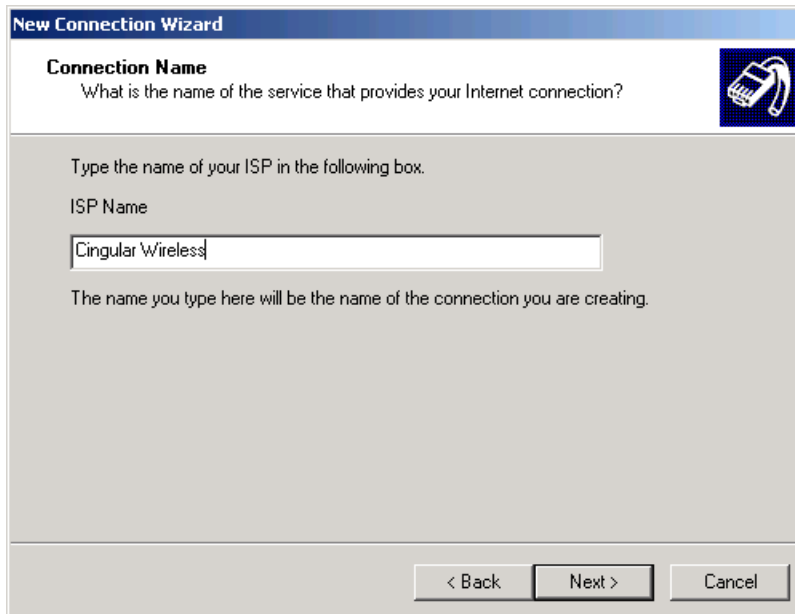 New Connection Wizard
Connection Name
What is the name of the service that provides your Internet connection?
Type the name of your ISP in the following box.
ISP Name
Cingular Wireless
The name you type here will be the name of the connection you are creating.
< Back Next > Cancel